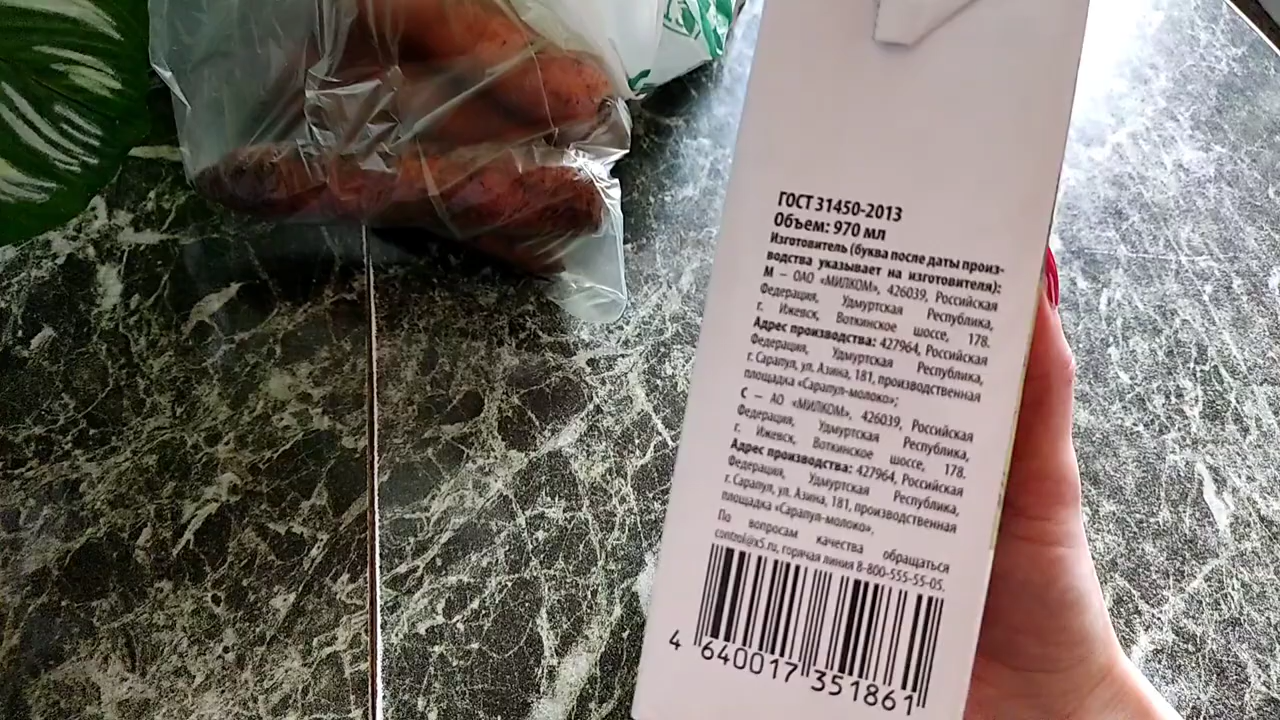 ГОСТ 31450-2013
Объем: 970 мл
Изготовитель (буква после даты произ-
водства указывает на изготовителя):
М – ОАО «МИЛКОМ», 426039, Российская
Федерация, Удмуртская Республика,
г. Ижевск, Воткинское шоссе, 178.
Адрес производства: 427964, Российская
Федерация, Удмуртская Республика,
г. Сарапул, ул. Азина, 181, производственная
площадка «Сарапул-молоко»;
С – АО «МИЛКОМ», 426039, Российская
Федерация, Удмуртская Республика,
г. Ижевск, Воткинское шоссе, 178.
Адрес производства: 427964, Российская
Федерация, Удмуртская Республика,
г. Сарапул, ул. Азина, 181, производственная
площадка «Сарапул-молоко».
По вопросам качества обращаться
control@x5.ru, горячая линия 8-800-555-55-05.
4 640017 351861